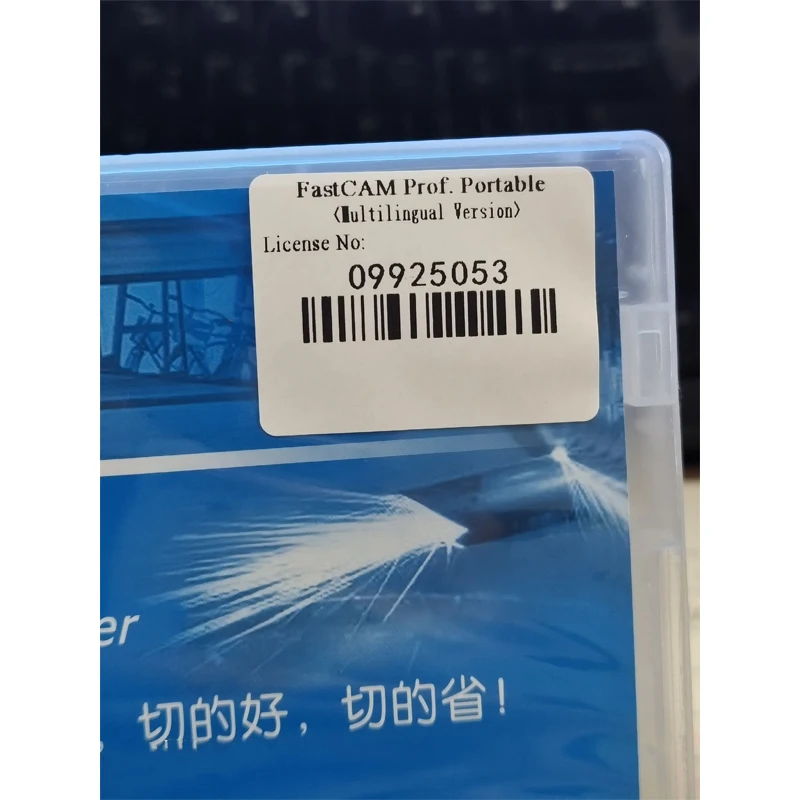 FastCAM Prof. Portable
<Multilingual Version>
License No:
09925053
er
，切的好，切的省！